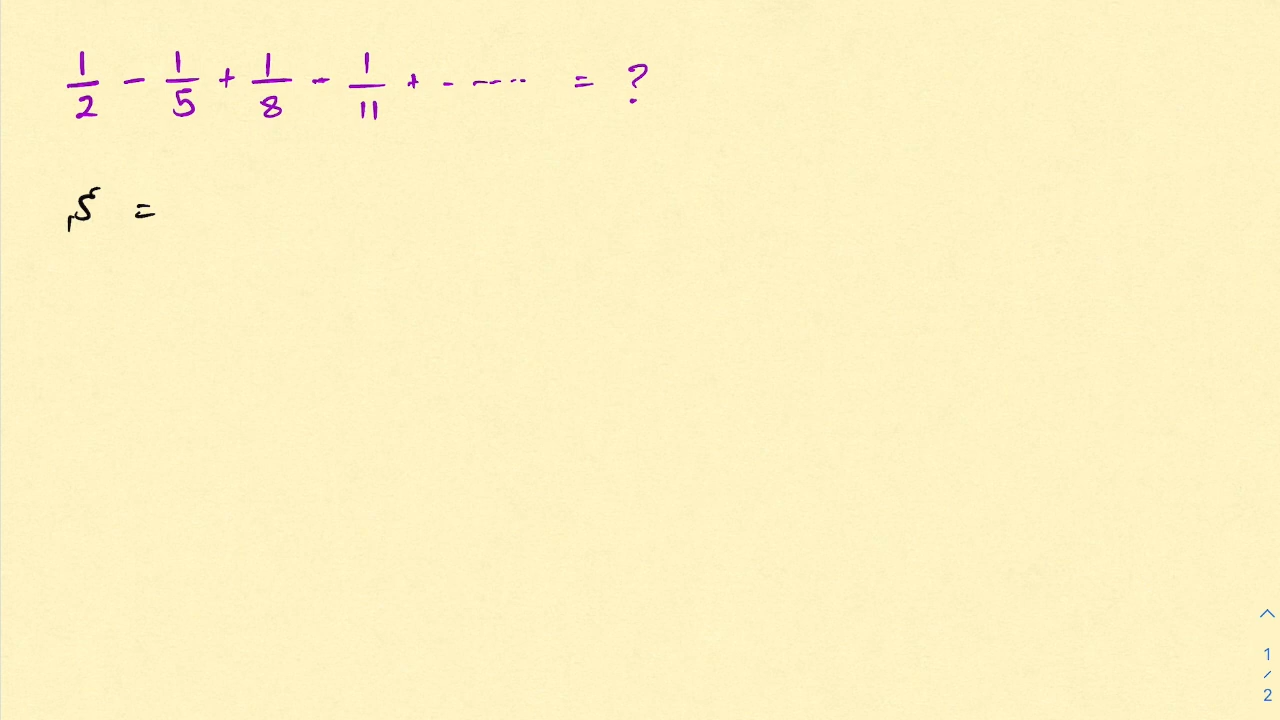 1/2 - 1/5 + 1/8 - 1/11 + - ----·· = ?
S =
1
/
2